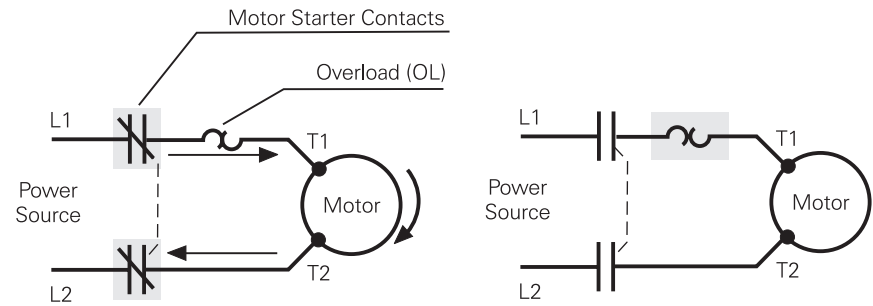 Motor Starter Contacts
Overload (OL)
L1
T1
Power
Source
Motor
T2
L2
L1
T1
Power
Source
Motor
T2
L2